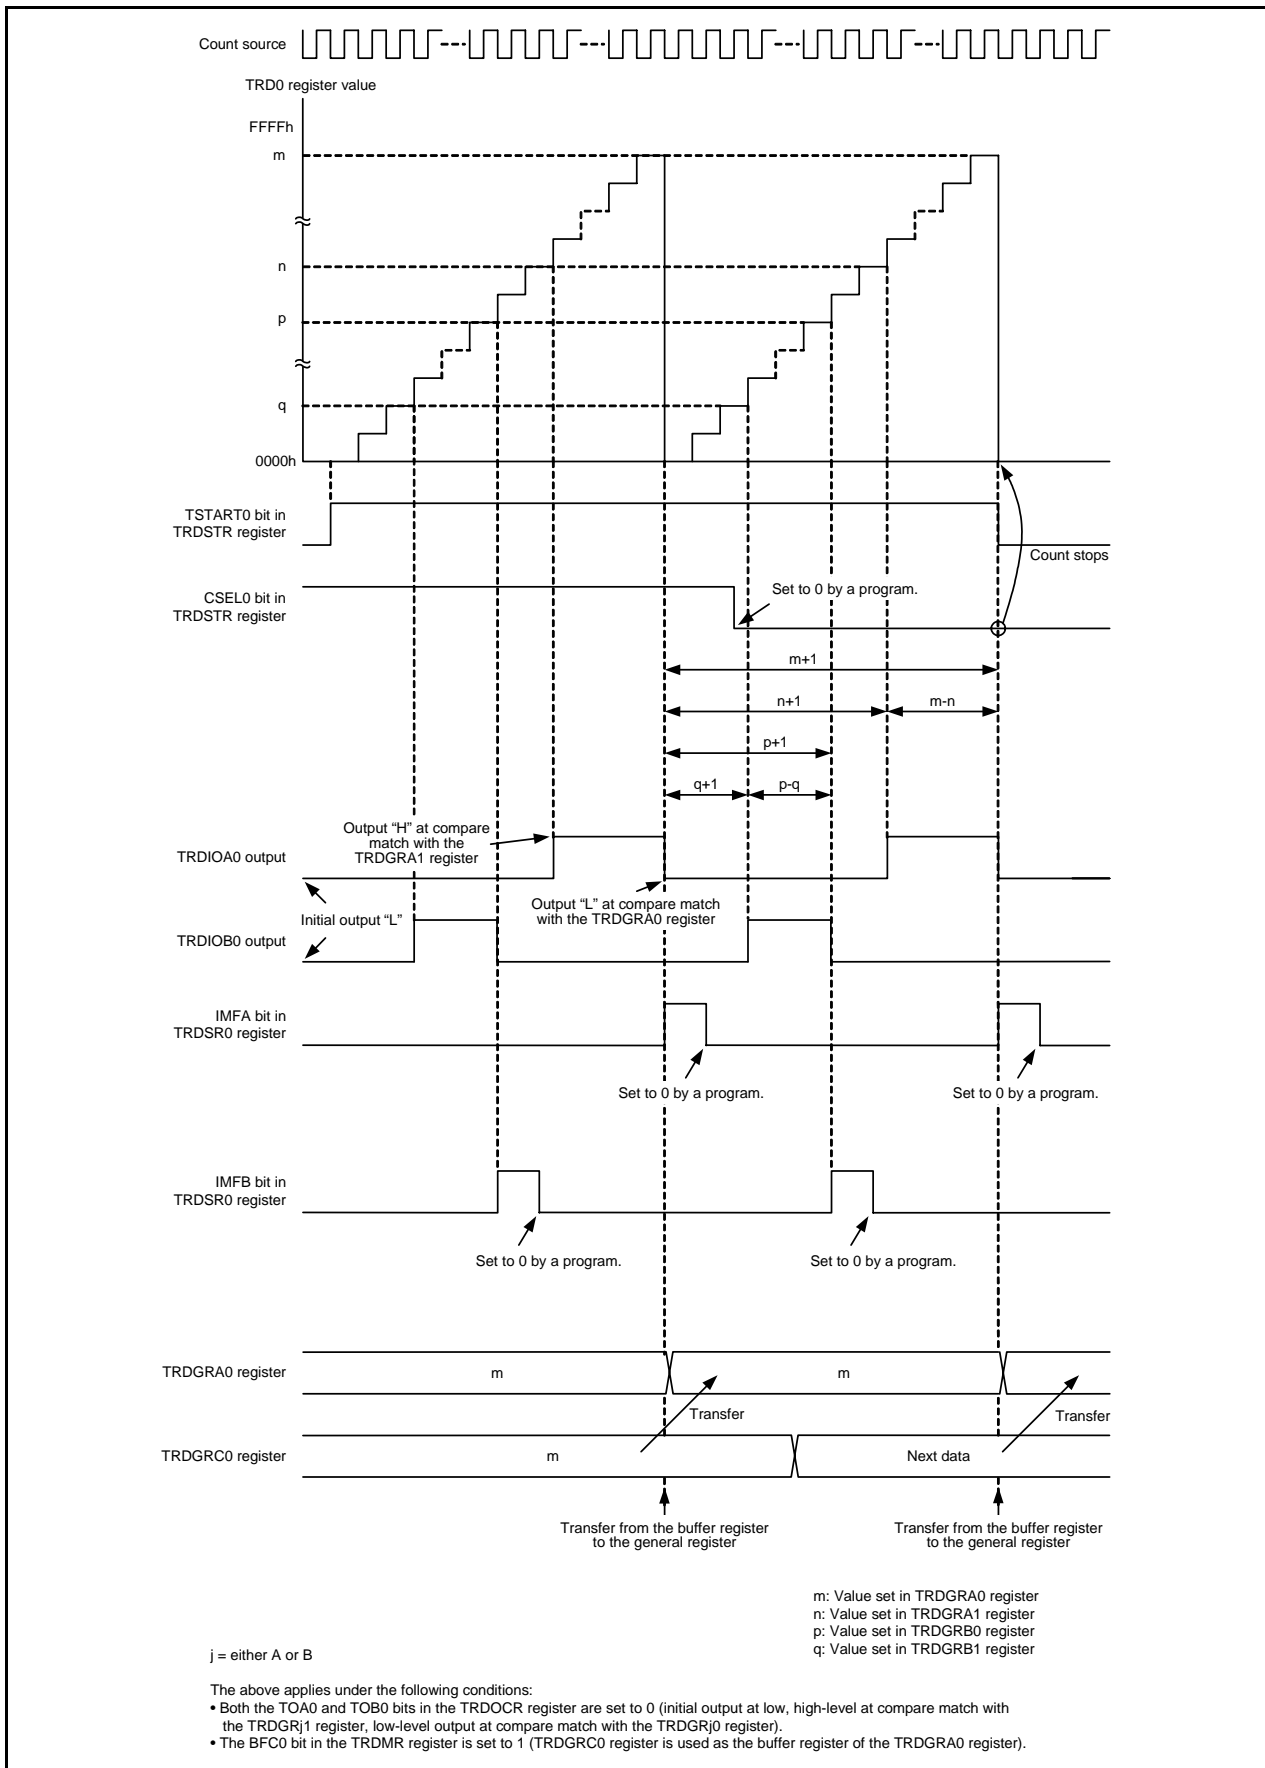 Count source
TRD0 register value
FFFFh
m
n
p
q
0000h
TSTART0 bit in
TRDSTR register
Count stops
CSEL0 bit in
TRDSTR register
Set to 0 by a program.
m+1
n+1
m-n
p+1
q+1
p-q
Output “H” at compare
match with the
TRDGRA1 register
TRDIOA0 output
Output “L” at compare match
with the TRDGRA0 register
Initial output “L”
TRDIOB0 output
IMFA bit in
TRDSR0 register
Set to 0 by a program.
Set to 0 by a program.
IMFB bit in
TRDSR0 register
Set to 0 by a program.
Set to 0 by a program.
TRDGRA0 register
m
m
Transfer
Transfer
TRDGRC0 register
m
Next data
Transfer from the buffer register
to the general register
Transfer from the buffer register
to the general register
m: Value set in TRDGRA0 register
n: Value set in TRDGRA1 register
p: Value set in TRDGRB0 register
q: Value set in TRDGRB1 register
j = either A or B
The above applies under the following conditions:
• Both the TOA0 and TOB0 bits in the TRDOCR register are set to 0 (initial output at low, high-level at compare match with
the TRDGRj1 register, low-level output at compare match with the TRDGRj0 register).
• The BFC0 bit in the TRDMR register is set to 1 (TRDGRC0 register is used as the buffer register of the TRDGRA0 register).